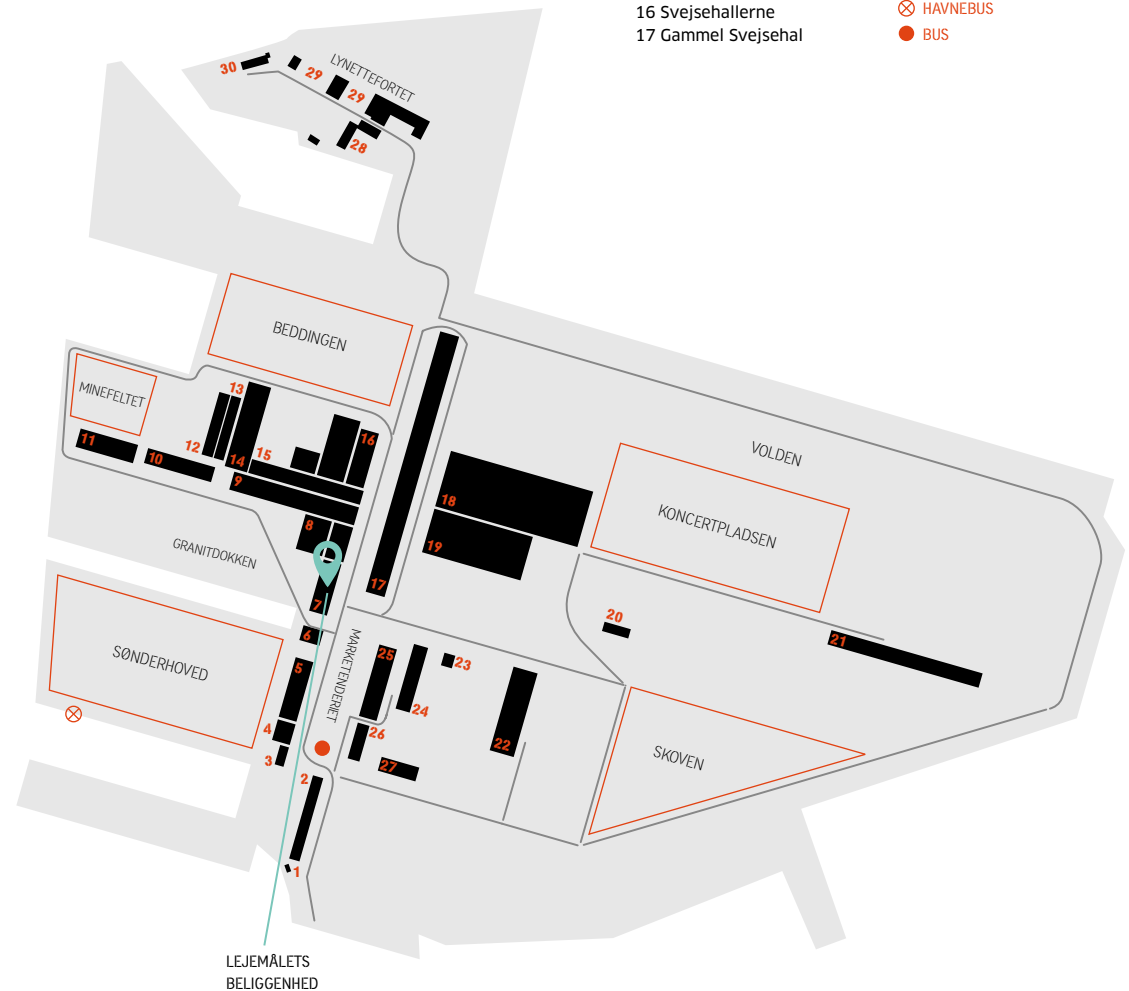 16 Svejsehallerne
17 Gammel Svejsehal
HAVNEBUS
BUS
LYNETTEFORTET
30
29
29
28
BEDDINGEN
MINEFELTET
13
12
11
10
14
15
16
9
8
7
17
18
19
VOLDEN
KONCERTPLADSEN
GRANITDOKKEN
20
21
6
5
4
3
SØNDERHOVED
MARKETENDERIET
25
23
24
26
27
22
SKOVEN
2
1
LEJEMÅLETS
BELIGGENHED